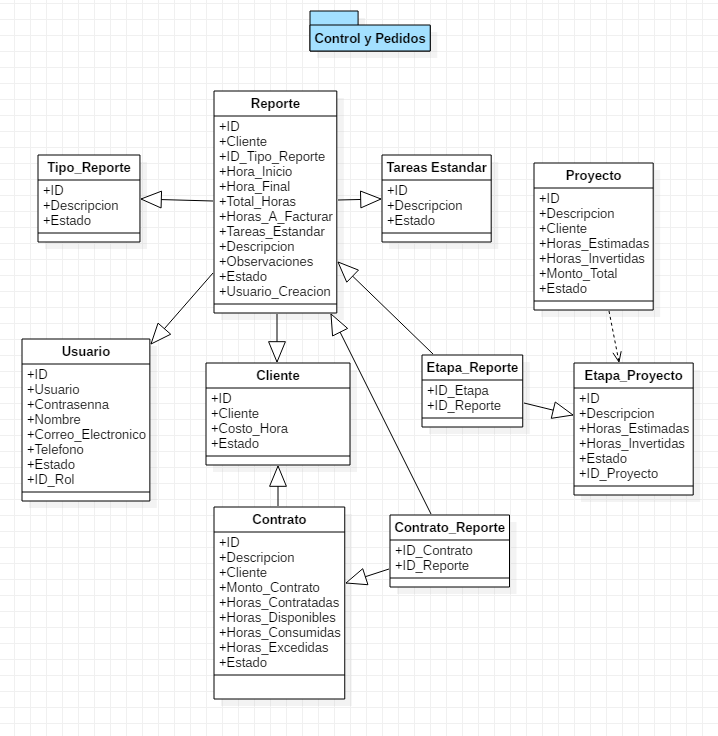 Control y Pedidos
Reporte
+ID
+Cliente
+ID_Tipo_Reporte
+Hora_Inicio
+Hora_Final
+Total_Horas
+Horas_A_Facturar
+Tareas_Estandar
+Descripcion
+Observaciones
+Estado
+Usuario_Creacion
Tipo_Reporte
+ID
+Descripcion
+Estado
Tareas Estandar
+ID
+Descripcion
+Estado
Proyecto
+ID
+Descripcion
+Cliente
+Horas_Estimadas
+Horas_Invertidas
+Monto_Total
+Estado
Usuario
+ID
+Usuario
+Contrasenna
+Nombre
+Correo_Electronico
+Telefono
+Estado
+ID_Rol
Cliente
+ID
+Cliente
+Costo_Hora
+Estado
Etapa_Reporte
+ID_Etapa
+ID_Reporte
Etapa_Proyecto
+ID
+Descripcion
+Horas_Estimadas
+Horas_Invertidas
+Estado
+ID_Proyecto
Contrato
+ID
+Descripcion
+Cliente
+Monto_Contrato
+Horas_Contratadas
+Horas_Disponibles
+Horas_Consumidas
+Horas_Excedidas
+Estado
Contrato_Reporte
+ID_Contrato
+ID_Reporte